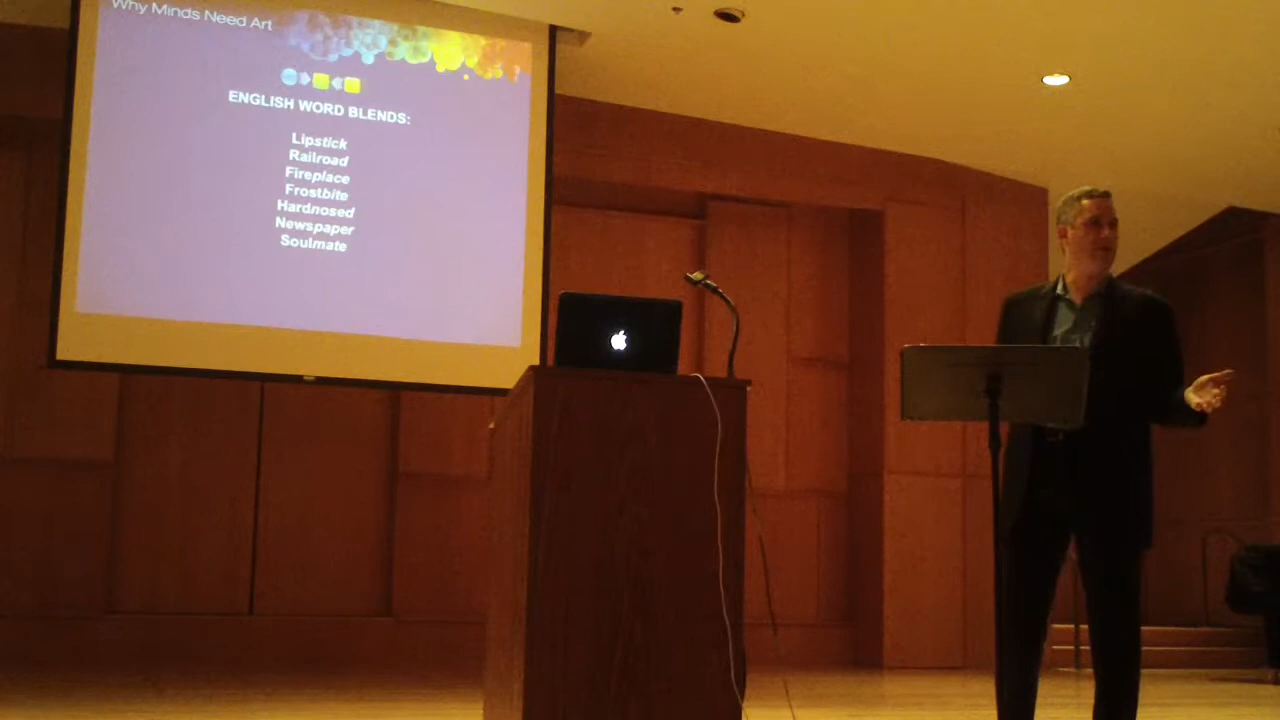 Why Minds Need Art
ENGLISH WORD BLENDS:
Lipstick
Railroad
Fireplace
Frostbite
Hardnosed
Newspaper
Soulmate